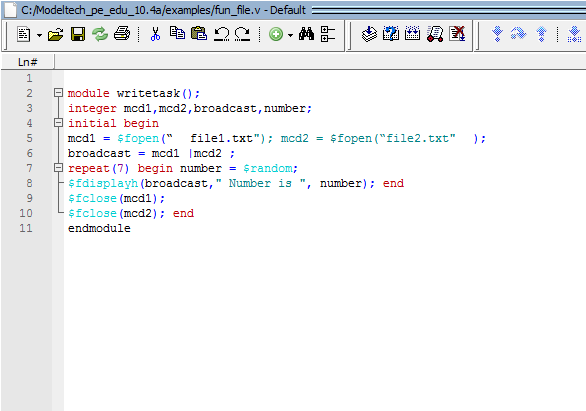 C:/Modeltech_pe_edu_10.4a/examples/fun_file.v - Default
Ln#
1
2 module writetask();
3 integer mcd1,mcd2,broadcast,number;
4 initial begin
5 mcd1 = $fopen(“ file1.txt"); mcd2 = $fopen(“file2.txt" );
6 broadcast = mcd1 |mcd2 ;
7 repeat(7) begin number = $random;
8 $fdisplayh(broadcast," Number is ", number); end
9 $fclose(mcd1);
10 $fclose(mcd2); end
11 endmodule